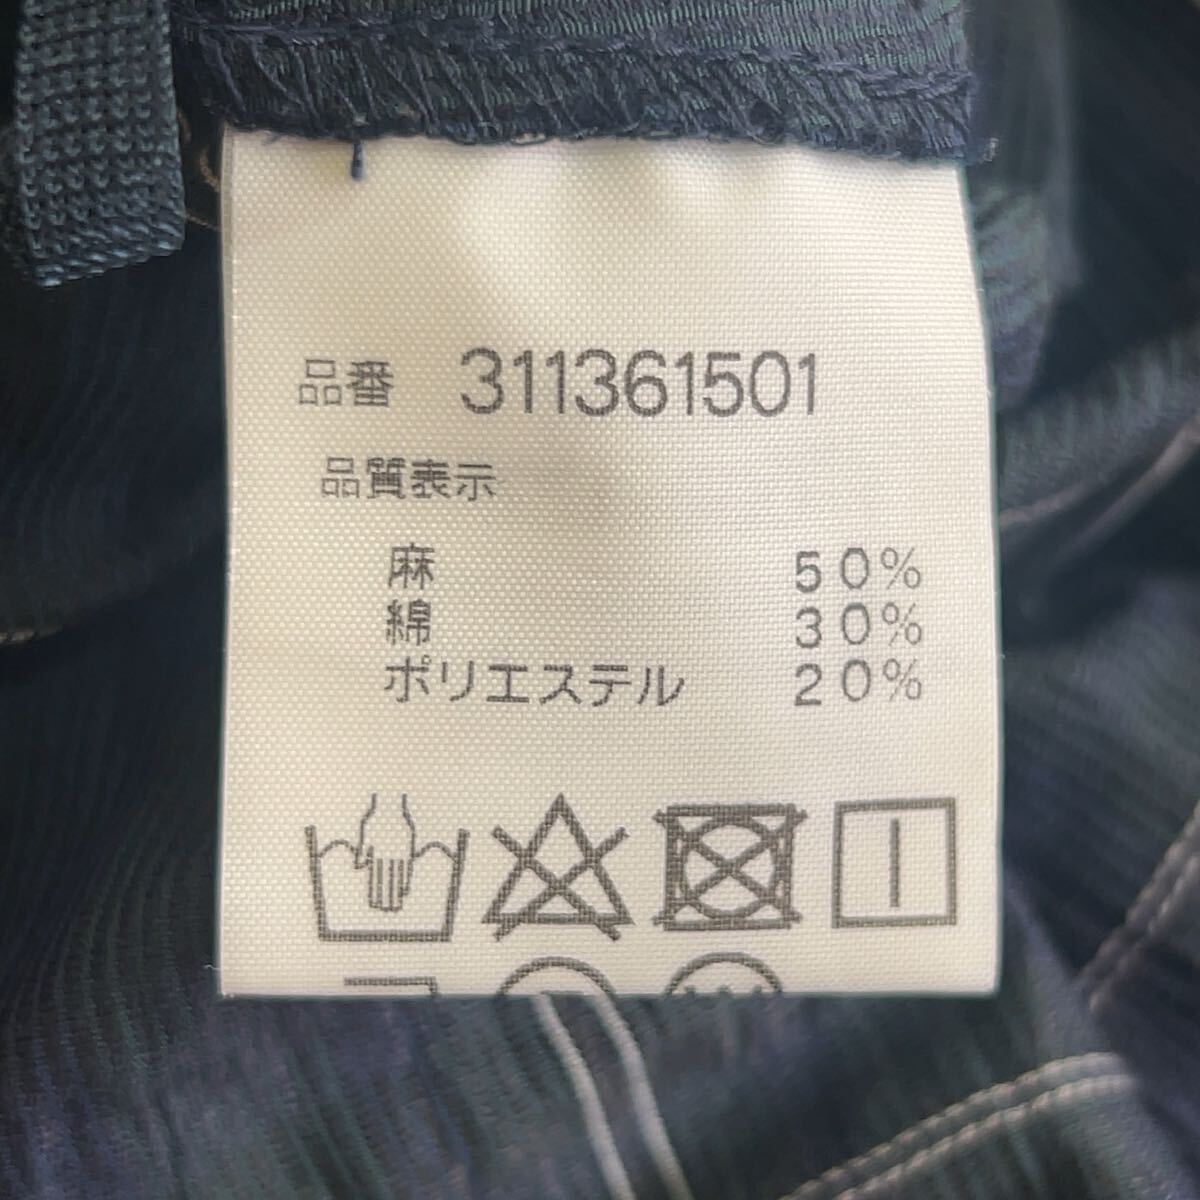 品番 311361501
品質表示
麻 50%
綿 30%
ポリエステル 20%